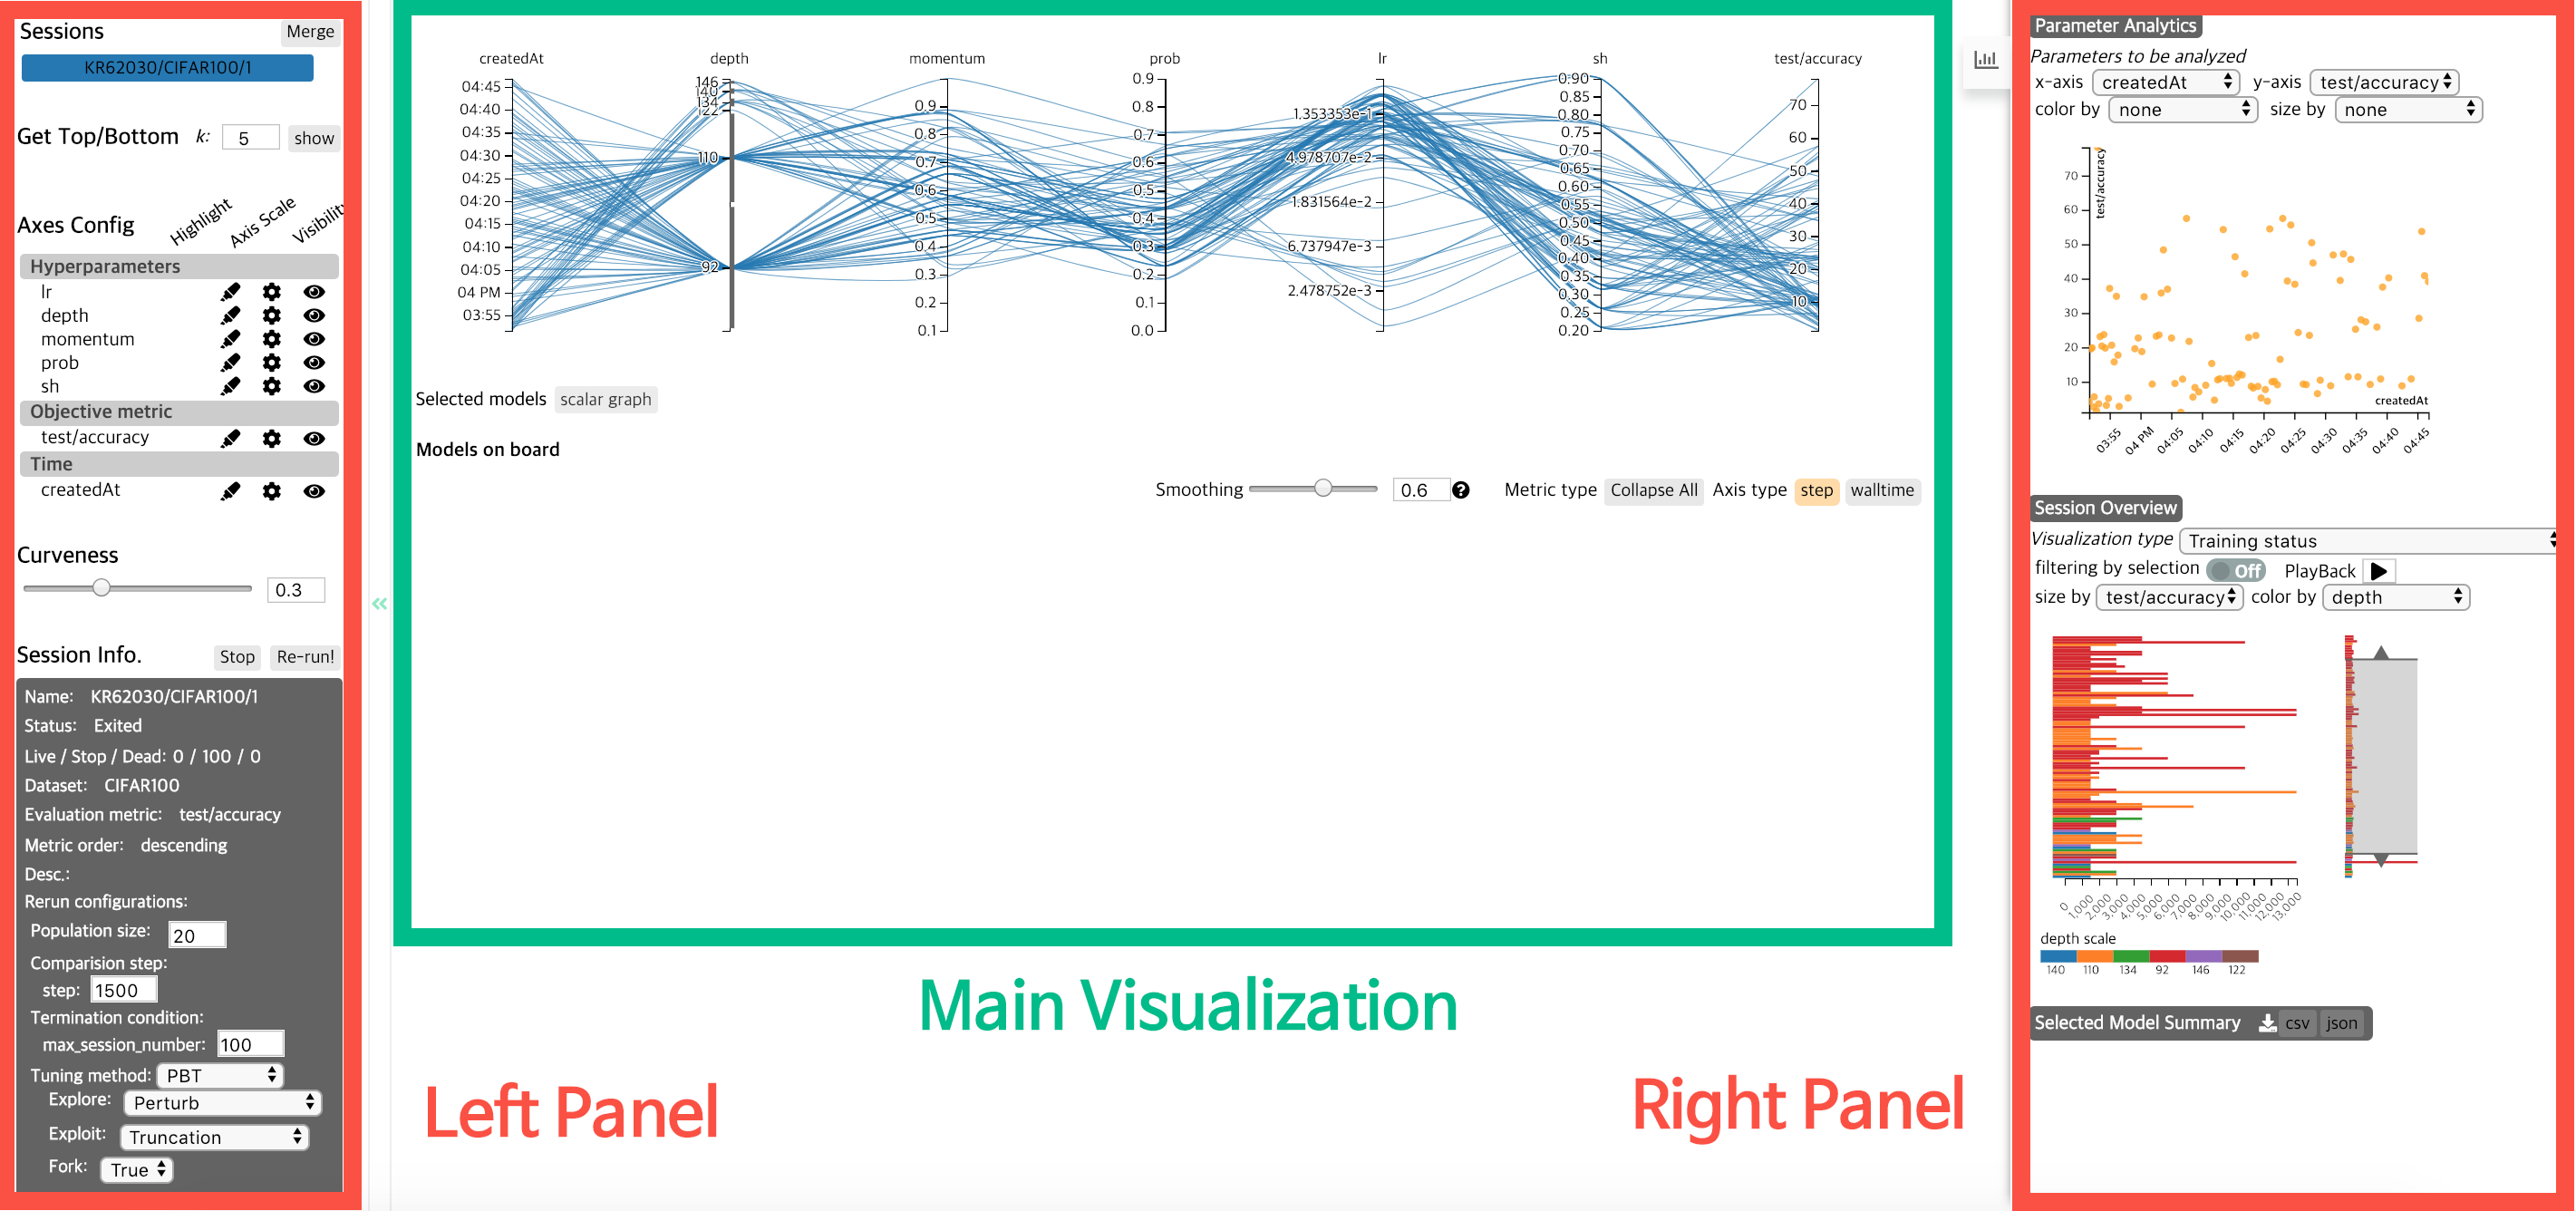 Sessions Merge
KR62030/CIFAR100/1
Get Top/Bottom k: 5 show
Axes Config Highlight Axis Scale Visibility
Hyperparameters
lr
depth
momentum
prob
sh
Objective metric
test/accuracy
Time
createdAt
Curveness
0.3
Session Info. Stop Re-run!
Name: KR62030/CIFAR100/1
Status: Exited
Live / Stop / Dead: 0 / 100 / 0
Dataset: CIFAR100
Evaluation metric: test/accuracy
Metric order: descending
Desc.:
Rerun configurations:
Population size: 20
Comparision step:
step: 1500
Termination condition:
max_session_number: 100
Tuning method: PBT
Explore: Perturb
Exploit: Truncation
Fork: True
«
createdAt depth momentum prob lr sh test/accuracy
04:45
04:40
04:35
04:30
04:25
04:20
04:15
04:10
04:05
04 PM
03:55
146
140
134
122
110
92
0.9
0.8
0.7
0.6
0.5
0.4
0.3
0.2
0.1
0.9
0.8
0.7
0.6
0.5
0.4
0.3
0.2
0.1
0.0
1.353353e-1
4.978707e-2
1.831564e-2
6.737947e-3
2.478752e-3
0.90
0.85
0.80
0.75
0.70
0.65
0.60
0.55
0.50
0.45
0.40
0.35
0.30
0.25
0.20
70
60
50
40
30
20
10
Selected models scalar graph
Models on board
Smoothing 0.6 ? Metric type Collapse All Axis type step walltime
Main Visualization
Left Panel
Right Panel
Parameter Analytics
Parameters to be analyzed
x-axis createdAt y-axis test/accuracy
color by none size by none
test/accuracy
70
60
50
40
30
20
10
createdAt
03:55 04 PM 04:05 04:10 04:15 04:20 04:25 04:30 04:35 04:40 04:45
Session Overview
Visualization type Training status
filtering by selection Off PlayBack
size by test/accuracy color by depth
0 1,000 2,000 3,000 4,000 5,000 6,000 7,000 8,000 9,000 10,000 11,000 12,000 13,000
depth scale
140 110 134 92 146 122
Selected Model Summary csv json